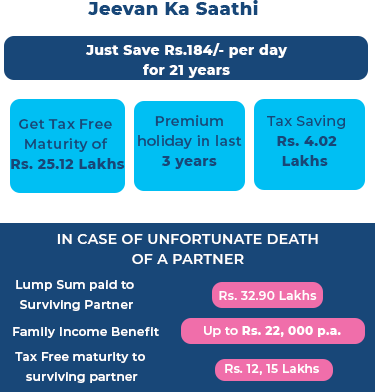 Jeevan Ka Saathi
Just Save Rs.184/- per day
for 21 years
Get Tax Free
Maturity of
Rs. 25.12 Lakhs
Premium
holiday in last
3 years
Tax Saving
Rs. 4.02
Lakhs
IN CASE OF UNFORTUNATE DEATH
OF A PARTNER
Lump Sum paid to
Surviving Partner
Rs. 32.90 Lakhs
Family Income Benefit
Up to Rs. 22, 000 p.a.
Tax Free maturity to
surviving partner
Rs. 12, 15 Lakhs